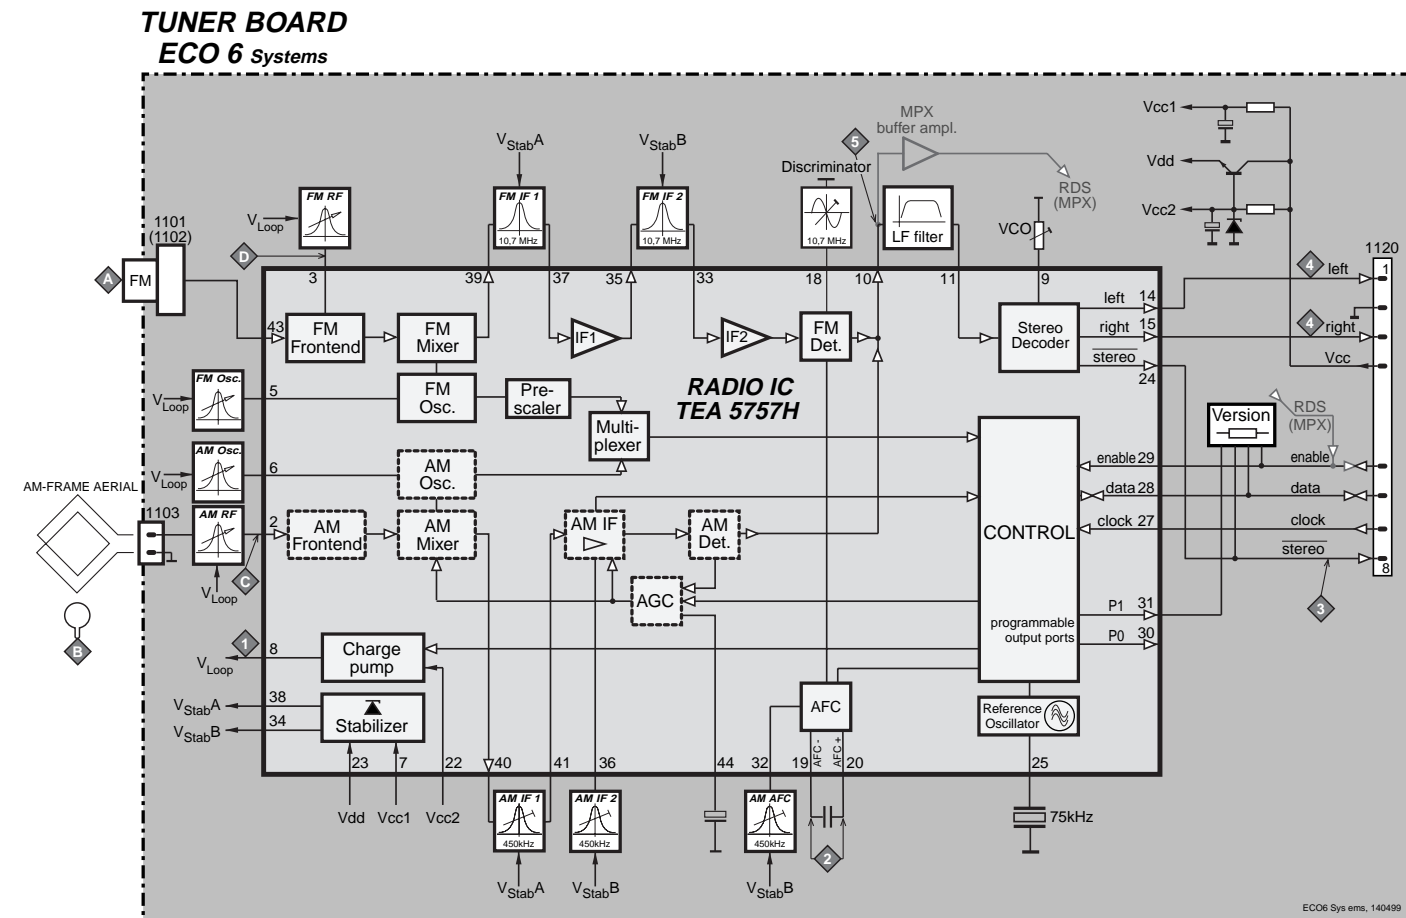 TUNER BOARD
ECO 6 Systems
Vcc1
Vdd
Vcc2
MPX
buffer ampl.
5
RDS
(MPX)
VStabA
VStabB
Discriminator
FM RF
VLoop
FM IF 1
10,7 MHz
FM IF 2
10,7 MHz
10,7 MHz
LF filter
VCO
1101
(1102)
A
FM
D
3
39
37
35
33
18
10
11
9
1120
1
4
left
4
right
Vcc
43
FM
Frontend
FM
Mixer
IF1
IF2
FM
Det.
Stereo
Decoder
left
14
right
15
stereo
24
FM Osc.
VLoop
5
FM
Osc.
Pre-
scaler
RADIO IC
TEA 5757H
Multi-
plexer
Version
RDS
(MPX)
AM Osc.
VLoop
6
AM
Osc.
enable 29
enable
data 28
data
clock 27
clock
stereo
8
3
AM-FRAME AERIAL
1103
AM RF
VLoop
C
B
2
AM
Frontend
AM
Mixer
AM IF
AM
Det.
AGC
CONTROL
programmable
output ports
P1
31
P0
30
1
VLoop
8
Charge
pump
VStabA
38
VStabB
34
Stabilizer
AFC
AFC -
AFC +
Reference
Oscillator
23
7
22
40
41
36
44
32
19
20
25
Vdd
Vcc1
Vcc2
AM IF 1
450kHz
VStabA
AM IF 2
450kHz
VStabB
AM AFC
450kHz
VStabB
2
75kHz
ECO6 Sys ems, 140499